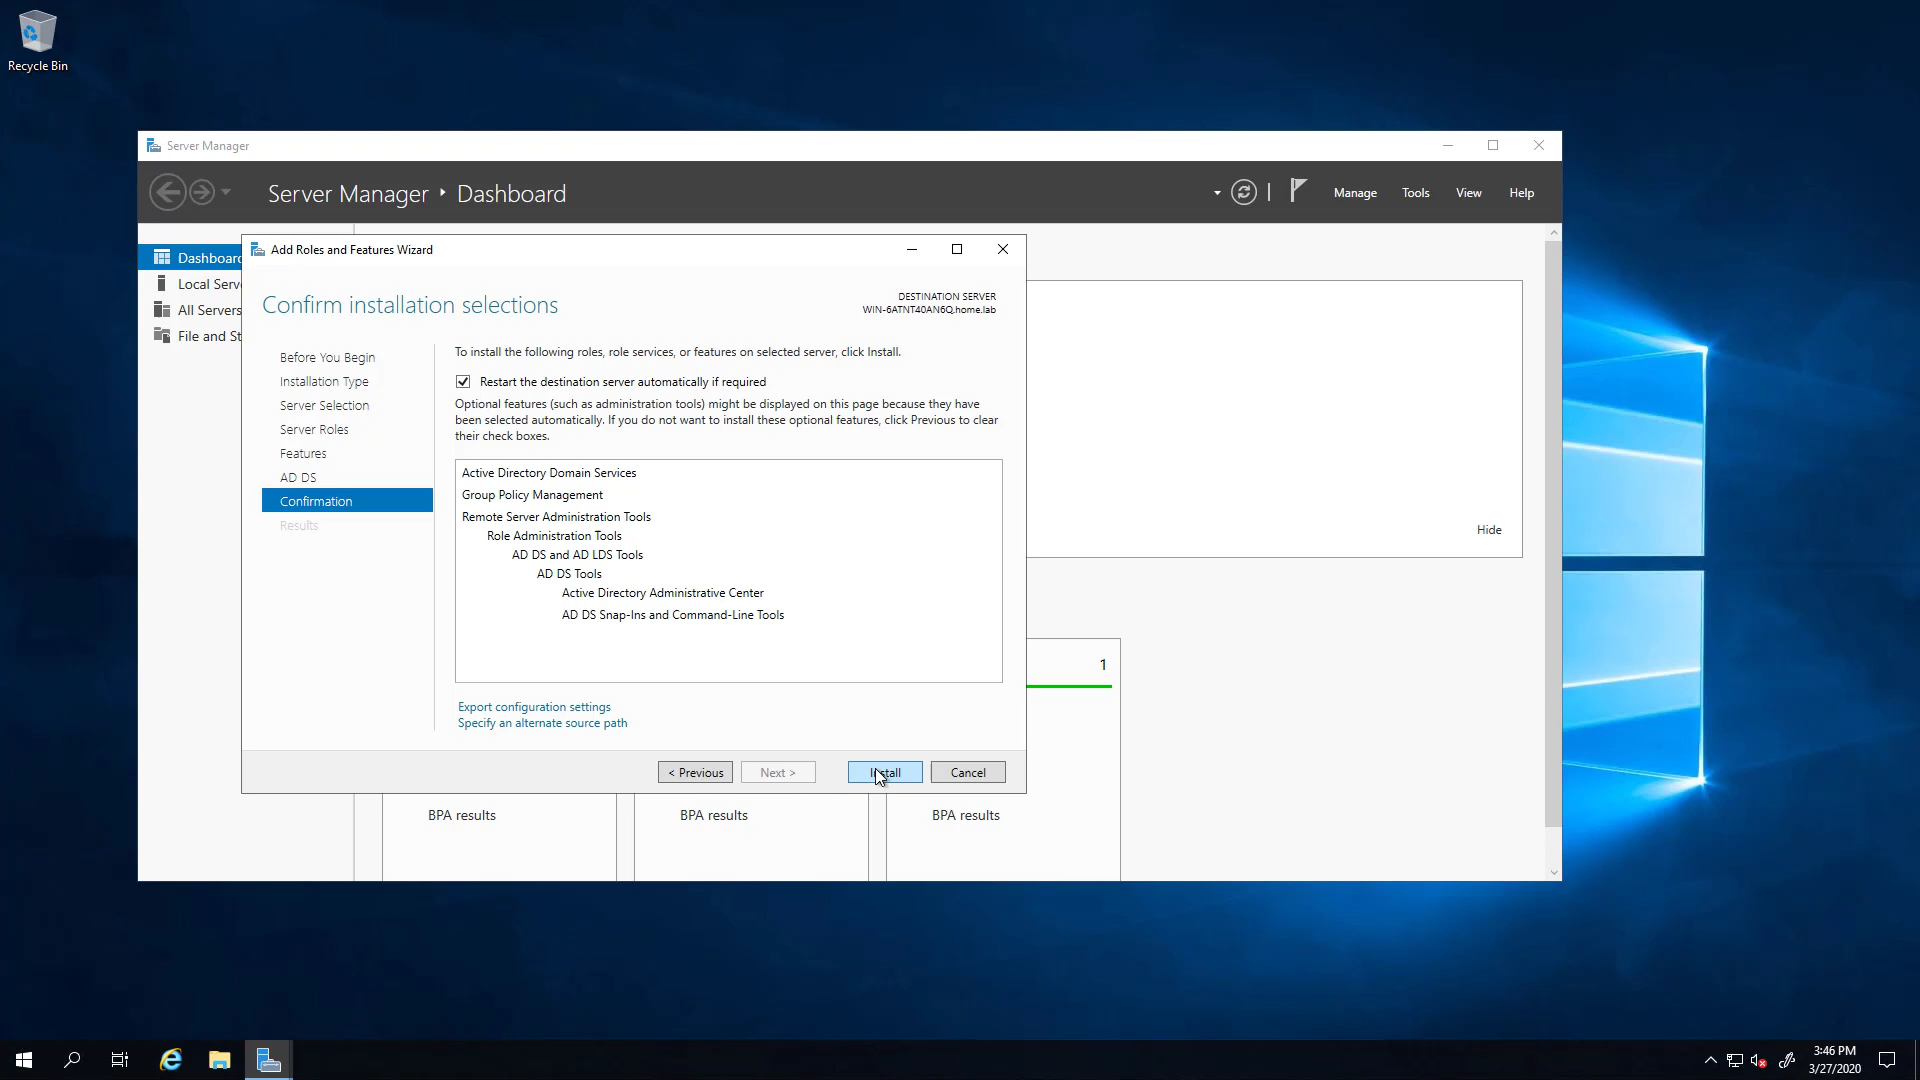 Recycle Bin
Server Manager
Server Manager
Dashboard
Manage
Tools
View
Help
Dashboard
Local Serv
All Servers
File and St
Add Roles and Features Wizard
Confirm installation selections
DESTINATION SERVER
WIN-6ATNT40AN6Q.home.lab
Before You Begin
Installation Type
Server Selection
Server Roles
Features
AD DS
Confirmation
Results
To install the following roles, role services, or features on selected server, click Install.
Restart the destination server automatically if required
Optional features (such as administration tools) might be displayed on this page because they have
been selected automatically. If you do not want to install these optional features, click Previous to clear
their check boxes.
Active Directory Domain Services
Group Policy Management
Remote Server Administration Tools
Role Administration Tools
AD DS and AD LDS Tools
AD DS Tools
Active Directory Administrative Center
AD DS Snap-Ins and Command-Line Tools
Export configuration settings
Specify an alternate source path
< Previous
Next >
Install
Cancel
Hide
1
BPA results
BPA results
BPA results
3:46 PM
3/27/2020